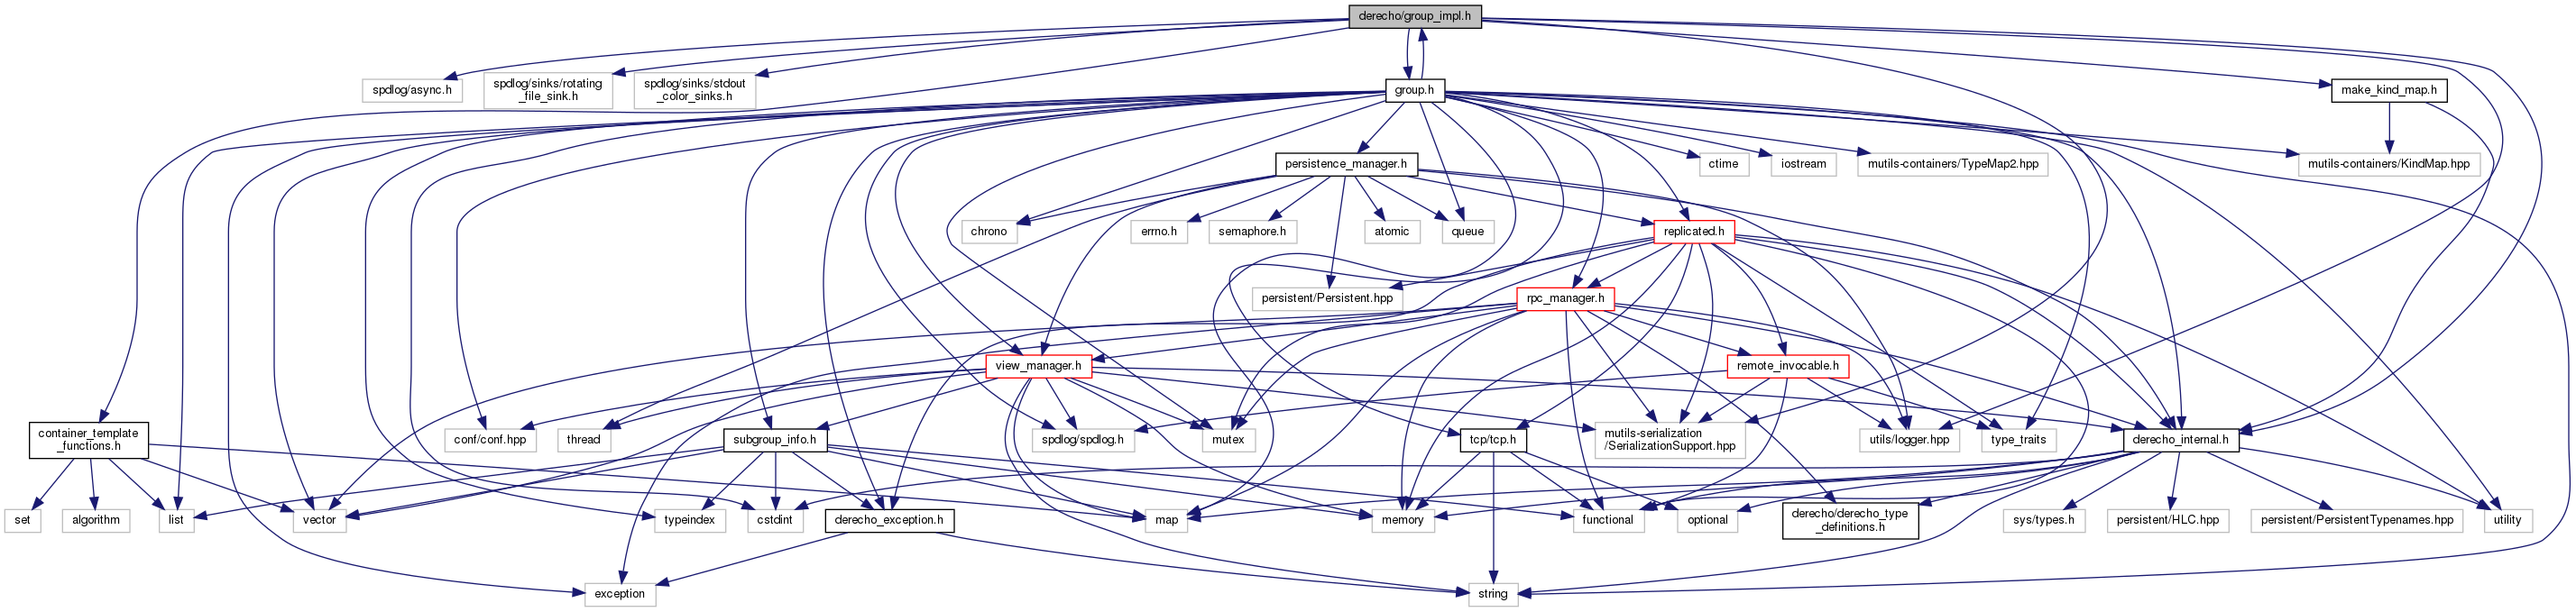 derecho/group_impl.h
spdlog/async.h
spdlog/sinks/rotating
_file_sink.h
spdlog/sinks/stdout
_color_sinks.h
group.h
make_kind_map.h
persistence_manager.h
ctime
iostream
mutils-containers/TypeMap2.hpp
mutils-containers/KindMap.hpp
chrono
errno.h
semaphore.h
atomic
queue
replicated.h
persistent/Persistent.hpp
rpc_manager.h
view_manager.h
remote_invocable.h
container_template
_functions.h
conf/conf.hpp
thread
subgroup_info.h
spdlog/spdlog.h
mutex
tcp/tcp.h
mutils-serialization
/SerializationSupport.hpp
utils/logger.hpp
type_traits
derecho_internal.h
set
algorithm
list
vector
typeindex
cstdint
derecho_exception.h
map
memory
functional
optional
derecho/derecho_type
_definitions.h
sys/types.h
persistent/HLC.hpp
persistent/PersistentTypenames.hpp
utility
exception
string